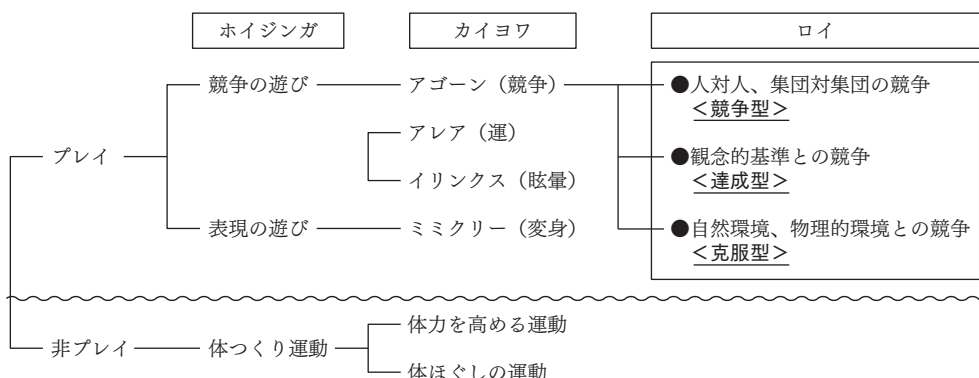 ホイジンガ
カイヨワ
ロイ
競争の遊び
アゴーン（競争）
●人対人、集団対集団の競争
＜競争型＞
アレア（運）
プレイ
●観念的基準との競争
＜達成型＞
イリンクス（眩暈）
表現の遊び
ミミクリー（変身）
●自然環境、物理的環境との競争
＜克服型＞
体力を高める運動
非プレイ
体つくり運動
体ほぐしの運動